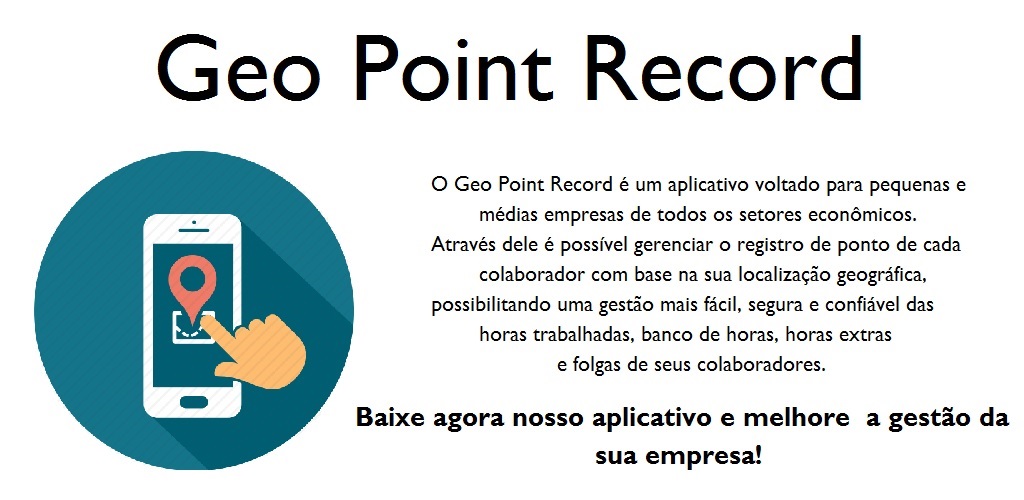 Geo Point Record
O Geo Point Record é um aplicativo voltado para pequenas e
médias empresas de todos os setores econômicos.
Através dele é possível gerenciar o registro de ponto de cada
colaborador com base na sua localização geográfica,
possibilitando uma gestão mais fácil, segura e confiável das
horas trabalhadas, banco de horas, horas extras
e folgas de seus colaboradores.
Baixe agora nosso aplicativo e melhore  a gestão da
sua empresa!